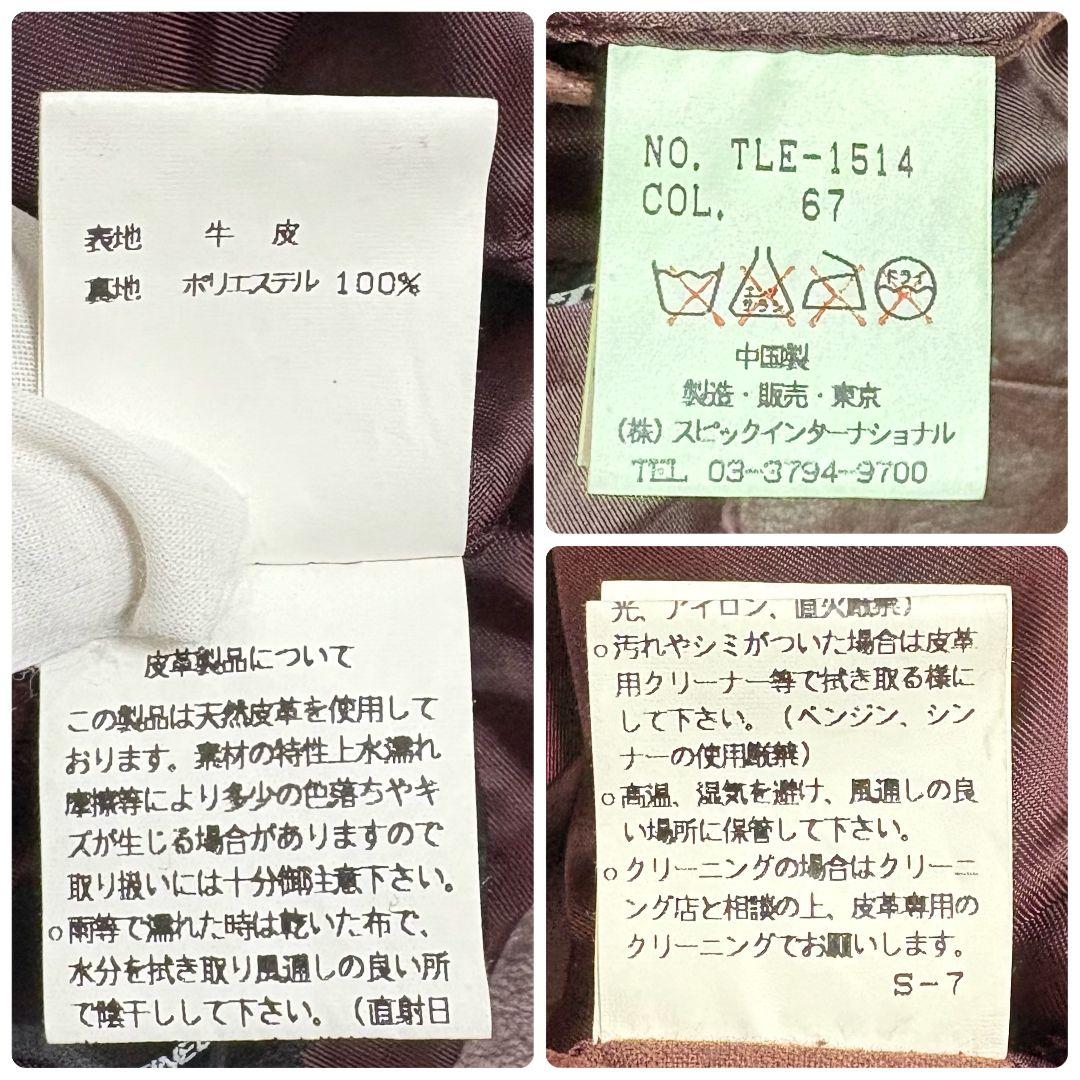 表地 牛皮
裏地 ポリエステル 100%
皮革製品について
この製品は天然皮革を使用して
おります。素材の特性上水濡れ
摩擦等により多少の色落ちやキ
ズが生じる場合がありますので
取り扱いには十分御注意下さい。
○雨等で濡れた時は乾いた布で、
水分を拭き取り風通しの良い所
で陰干しして下さい。（直射日
NO. TLE-1514
COL. 67
エンソ
サラシ
ドライ
中国製
製造・販売・東京
(株)スピックインターナショナル
TEL 03-3794-9700
光、アイロン、直火厳禁）
○汚れやシミがついた場合は皮革
用クリーナー等で拭き取る様に
して下さい。（ベンジン、シン
ナーの使用厳禁）
○高温、湿気を避け、風通しの良
い場所に保管して下さい。
○クリーニングの場合はクリーニ
ング店と相談の上、皮革専用の
クリーニングでお願いします。
S-7